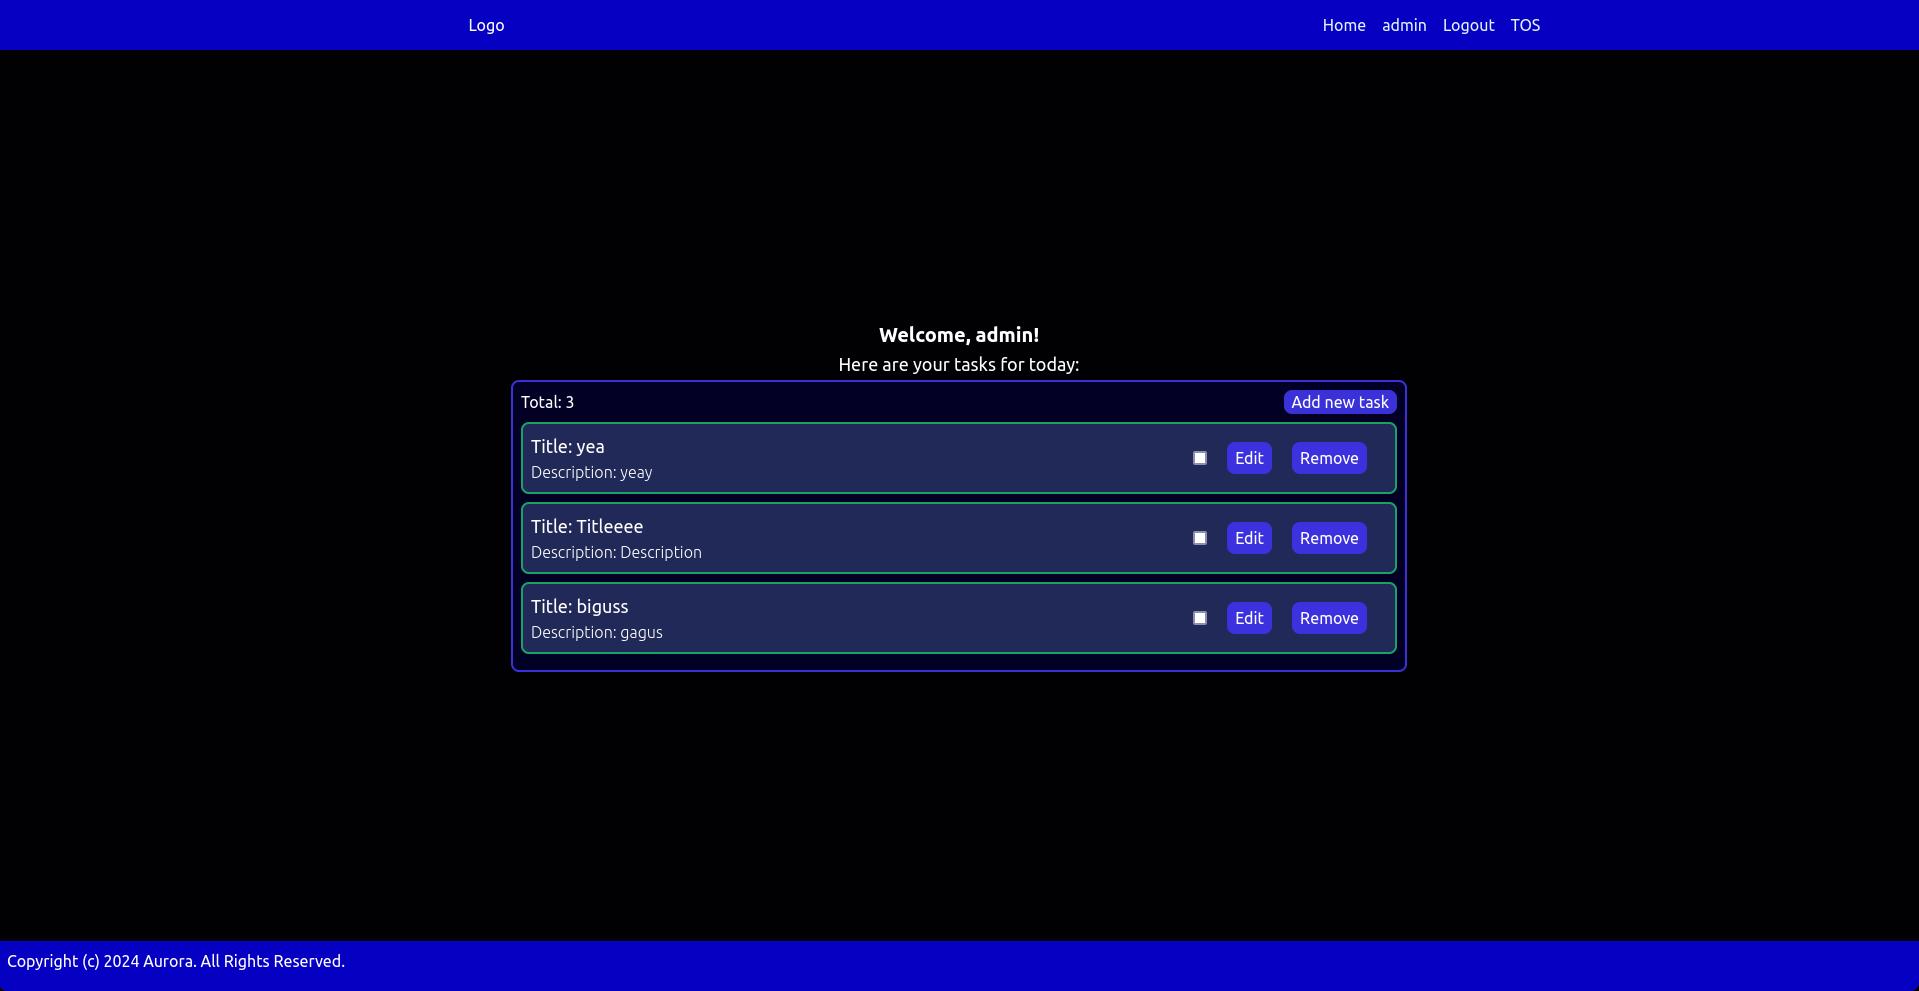 Logo Home admin Logout TOS
Welcome, admin!
Here are your tasks for today:
Total: 3 Add new task
Title: yea
Description: yeay
Edit Remove
Title: Titleeee
Description: Description
Edit Remove
Title: biguss
Description: gagus
Edit Remove
Copyright (c) 2024 Aurora. All Rights Reserved.